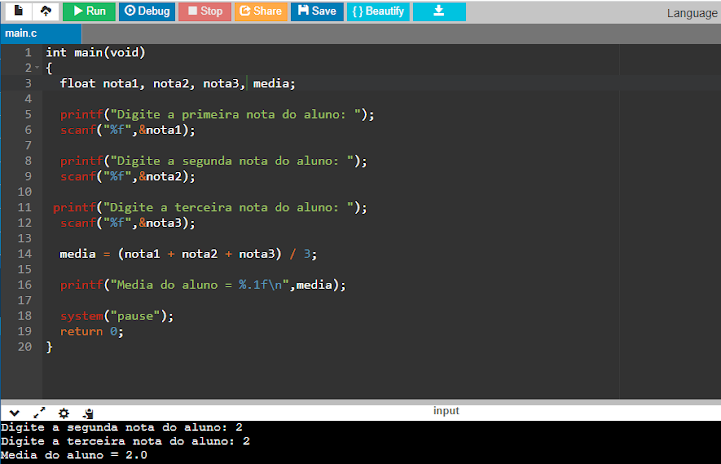 Run Debug Stop Share Save { } Beautify Language
main.c
1 int main(void)
2 {
3 float nota1, nota2, nota3, media;
4
5 printf("Digite a primeira nota do aluno: ");
6 scanf("%f",&nota1);
7
8 printf("Digite a segunda nota do aluno: ");
9 scanf("%f",&nota2);
10
11 printf("Digite a terceira nota do aluno: ");
12 scanf("%f",&nota3);
13
14 media = (nota1 + nota2 + nota3) / 3;
15
16 printf("Media do aluno = %.1f\n",media);
17
18 system("pause");
19 return 0;
20 }
input
Digite a segunda nota do aluno: 2
Digite a terceira nota do aluno: 2
Media do aluno = 2.0